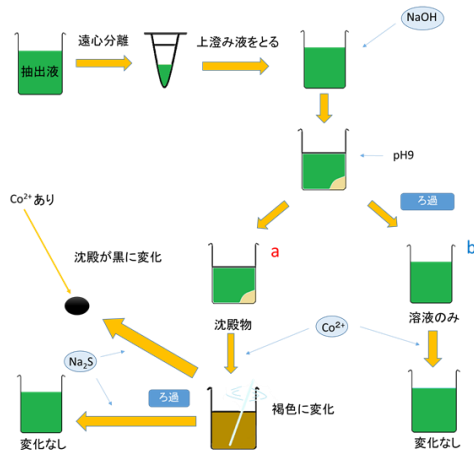 遠心分離
上澄み液をとる
NaOH
抽出液
pH9
Co²⁺あり
ろ過
a
b
沈殿が黒に変化
沈殿物
溶液のみ
Co²⁺
Na₂S
ろ過
褐色に変化
変化なし
変化なし